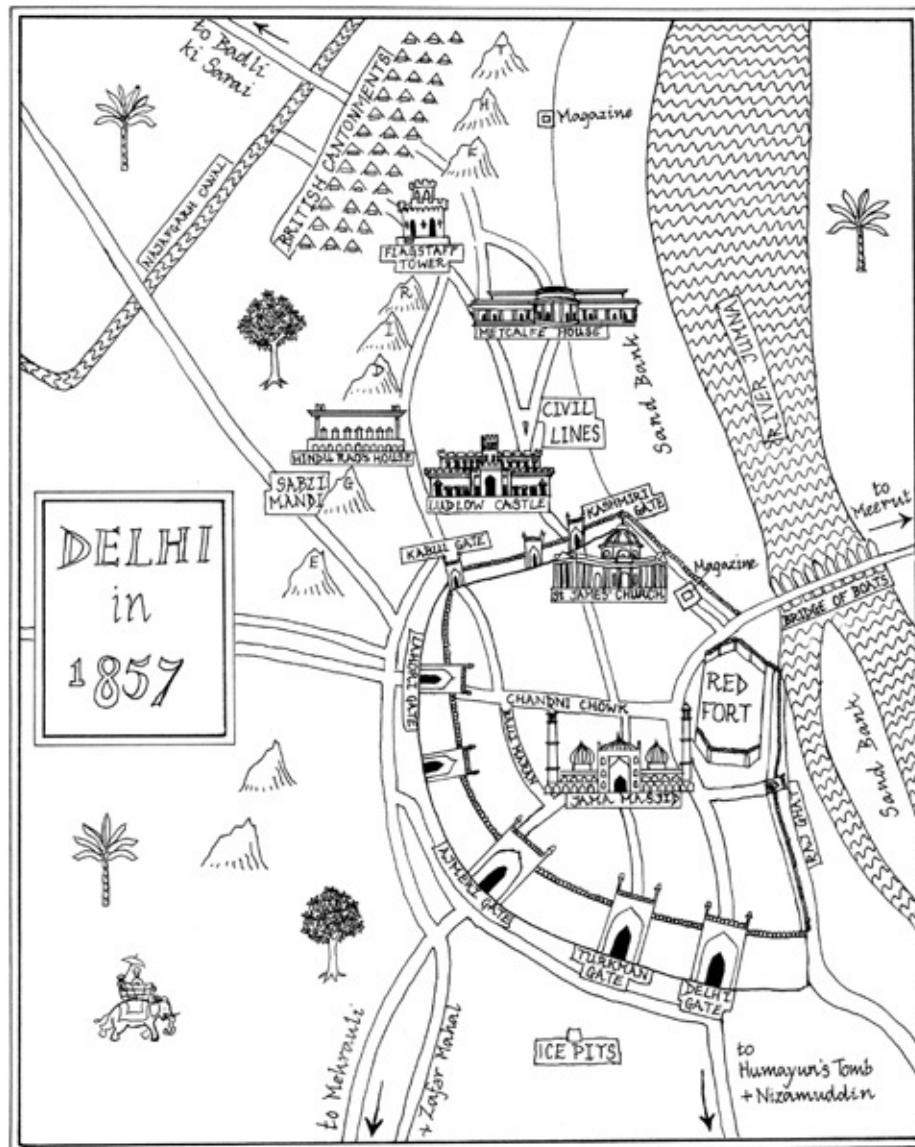 to Badli
ki Sarai
BRITISH CANTONMENTS
T
H
E
Magazine
NAJAFGARH CANAL
FLAGSTAFF
TOWER
R
I
D
G
E
METCALFE HOUSE
RIVER JUMNA
Sand Bank
CIVIL
LINES
HINDU RAO'S HOUSE
SABZI
MANDI
LUDLOW CASTLE
to
Meerut
KASHMIRI
GATE
KABUL GATE
Magazine
St JAMES' CHURCH
BRIDGE OF BOATS
DELHI
in
1857
LAHORI GATE
CHANDNI CHOWK
RED
FORT
Sand Bank
JAMA MASJID
RAJ GHAT
AJMERI GATE
TURKMAN
GATE
DELHI
GATE
ICE PITS
to Mehrauli
+ Zafar Mahal
to
Humayun's Tomb
+ Nizamuddin